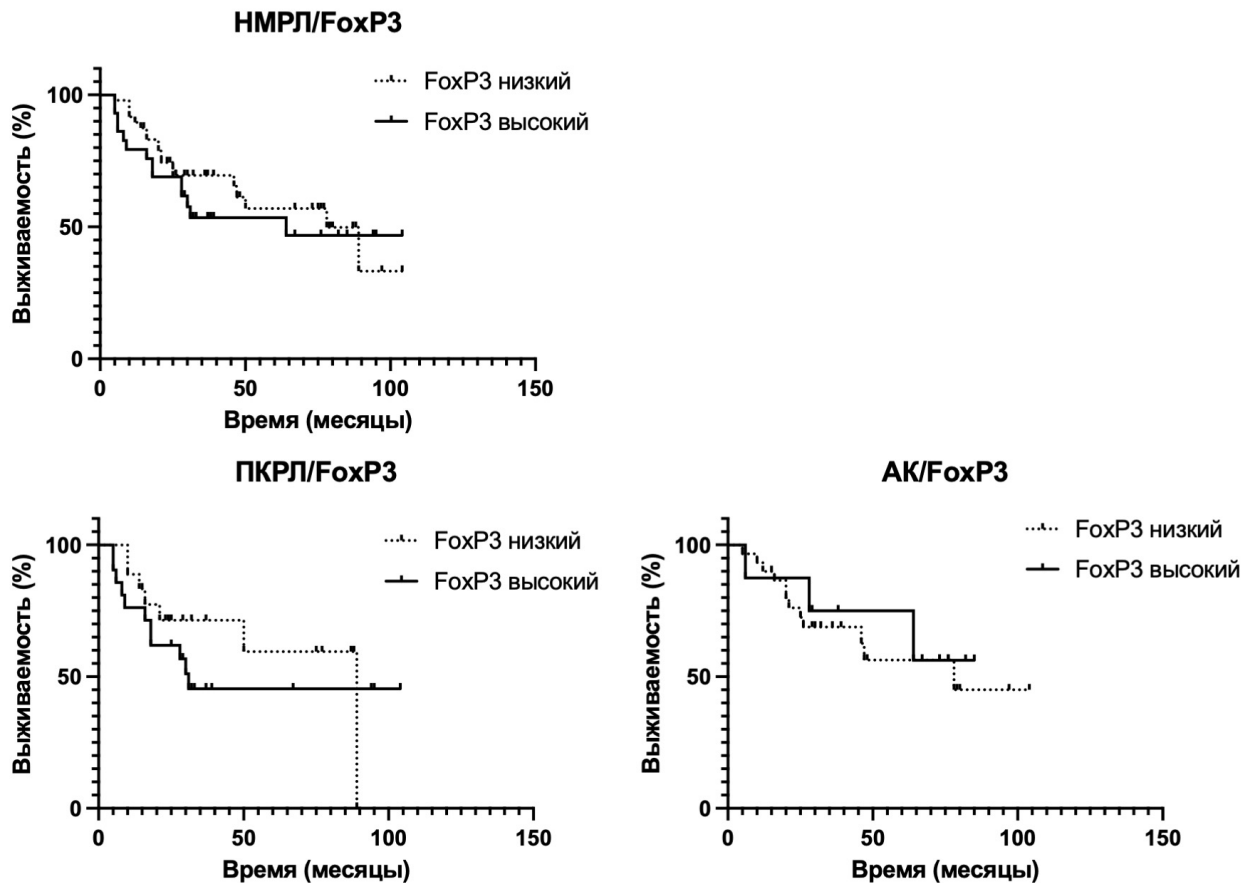 НМРЛ/FoxP3
FoxP3 низкий
FoxP3 высокий
Выживаемость (%)
100
50
0
0 50 100 150
Время (месяцы)
ПКРЛ/FoxP3
FoxP3 низкий
FoxP3 высокий
Выживаемость (%)
100
50
0
0 50 100 150
Время (месяцы)
АК/FoxP3
FoxP3 низкий
FoxP3 высокий
Выживаемость (%)
100
50
0
0 50 100 150
Время (месяцы)